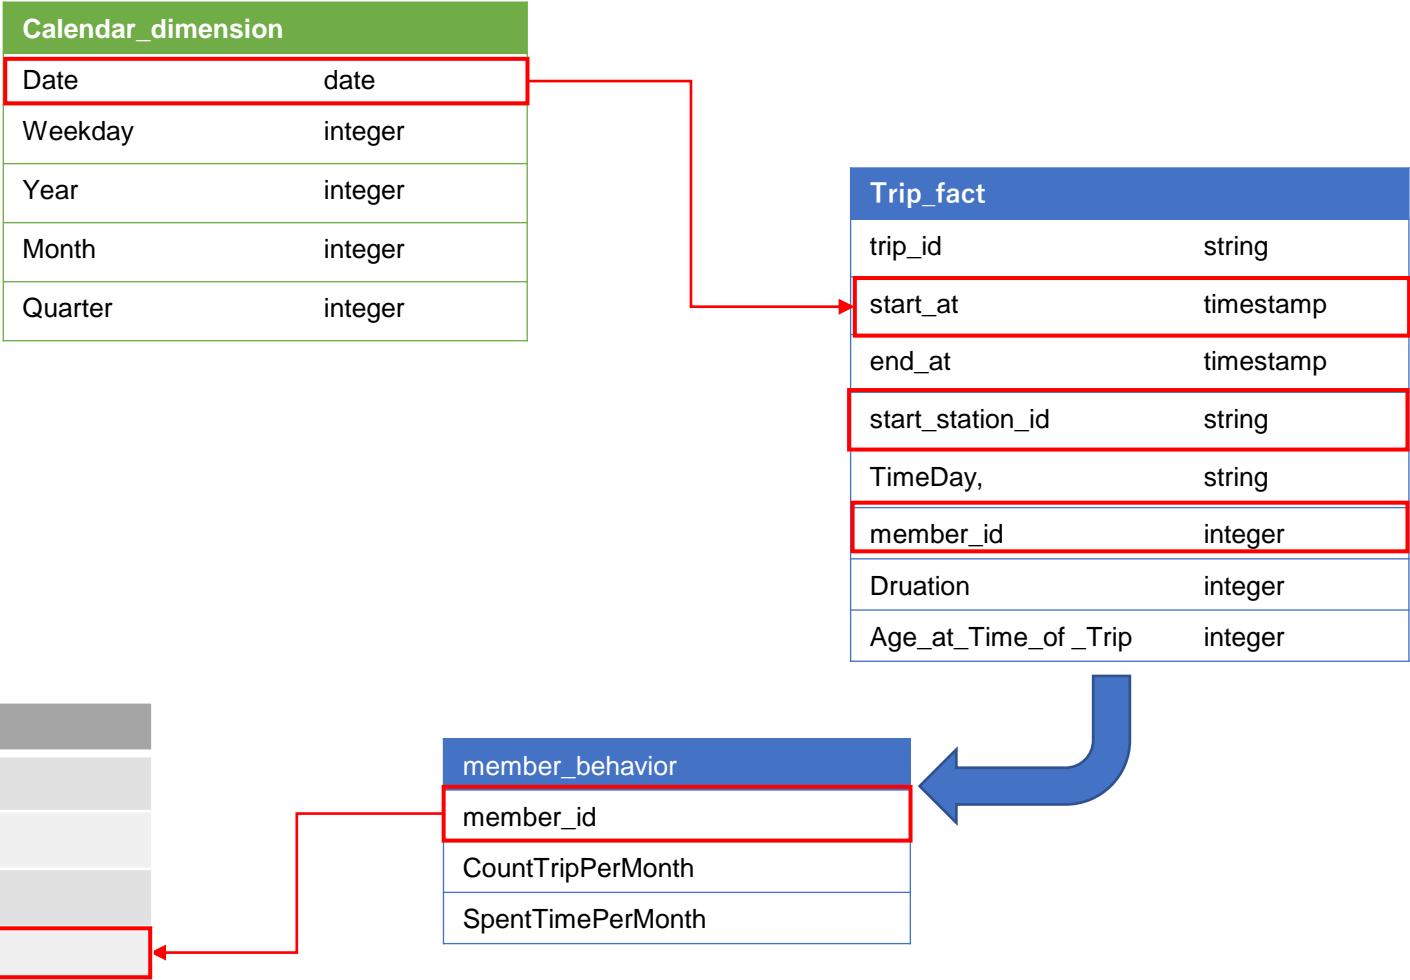 Calendar_dimension
Date date
Weekday integer
Year integer
Month integer
Quarter integer
Trip_fact
trip_id string
start_at timestamp
end_at timestamp
start_station_id string
TimeDay, string
member_id integer
Druation integer
Age_at_Time_of _Trip integer
member_behavior
member_id
CountTripPerMonth
SpentTimePerMonth